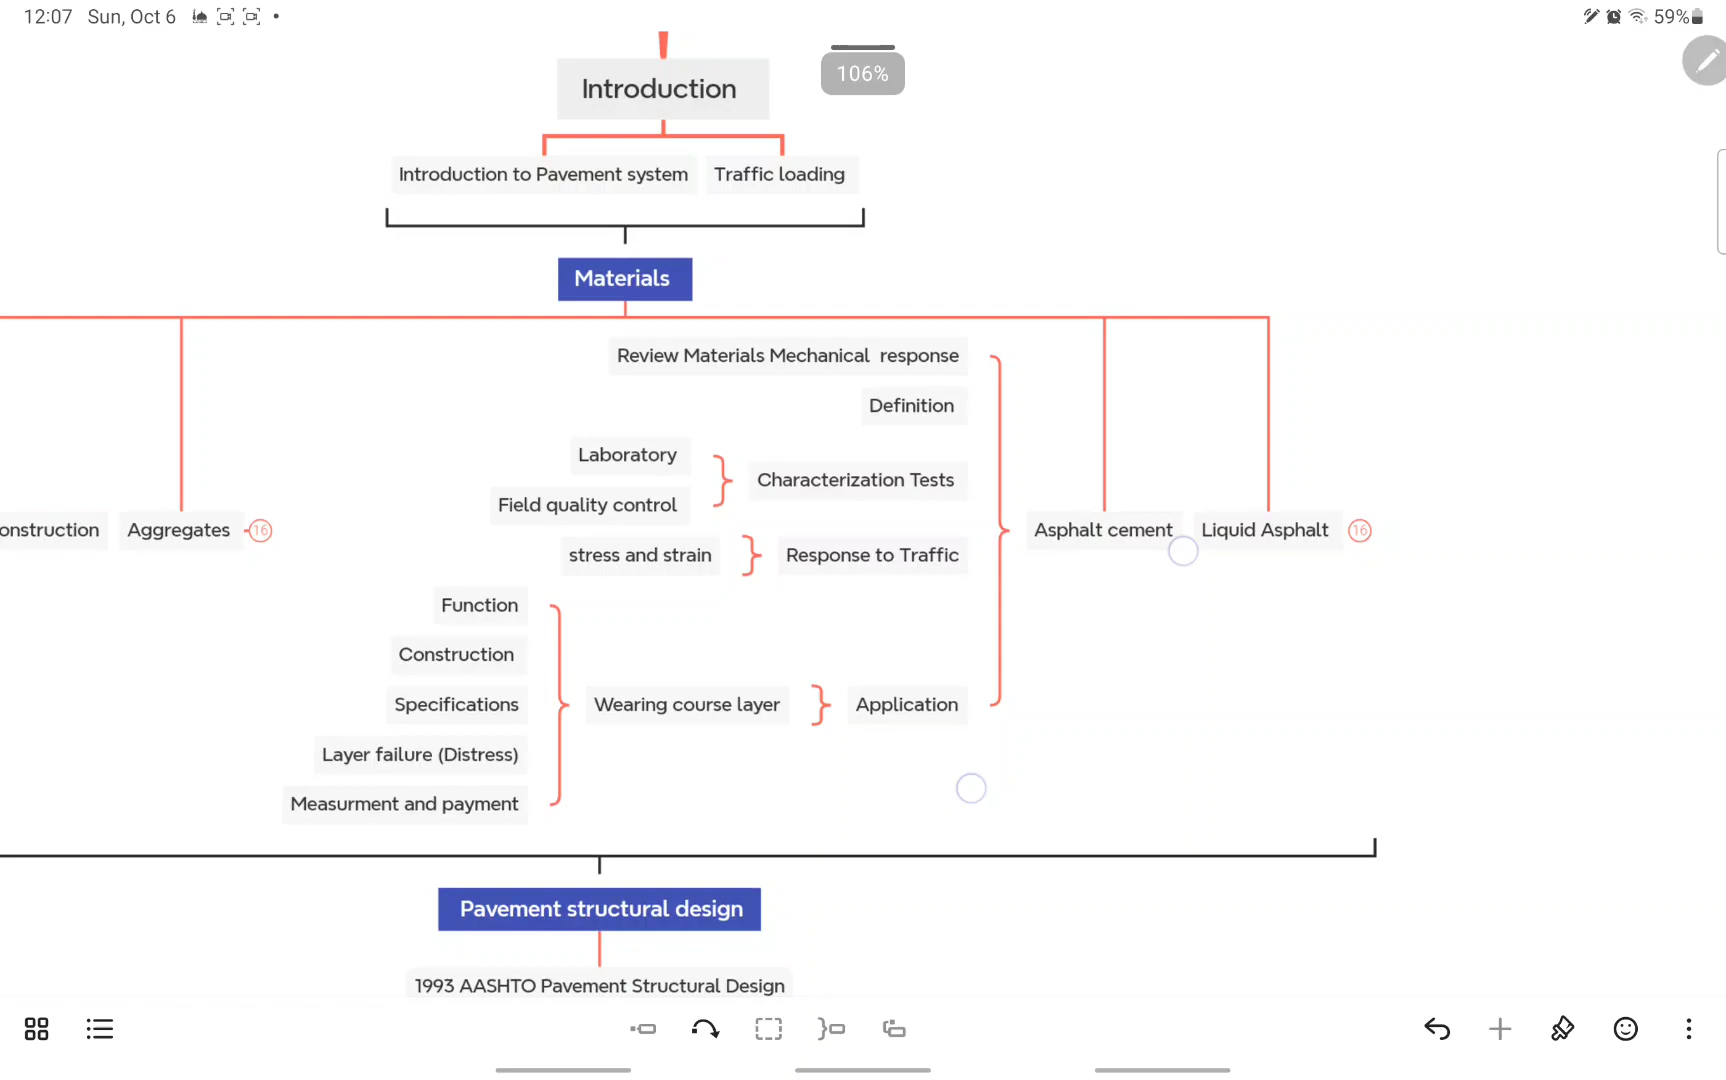 12:07 Sun, Oct 6
59%
106%
Introduction
Introduction to Pavement system
Traffic loading
Materials
Review Materials Mechanical response
Definition
Laboratory
Characterization Tests
Field quality control
onstruction
Aggregates
16
Asphalt cement
Liquid Asphalt
16
stress and strain
Response to Traffic
Function
Construction
Specifications
Wearing course layer
Application
Layer failure (Distress)
Measurment and payment
Pavement structural design
1993 AASHTO Pavement Structural Design